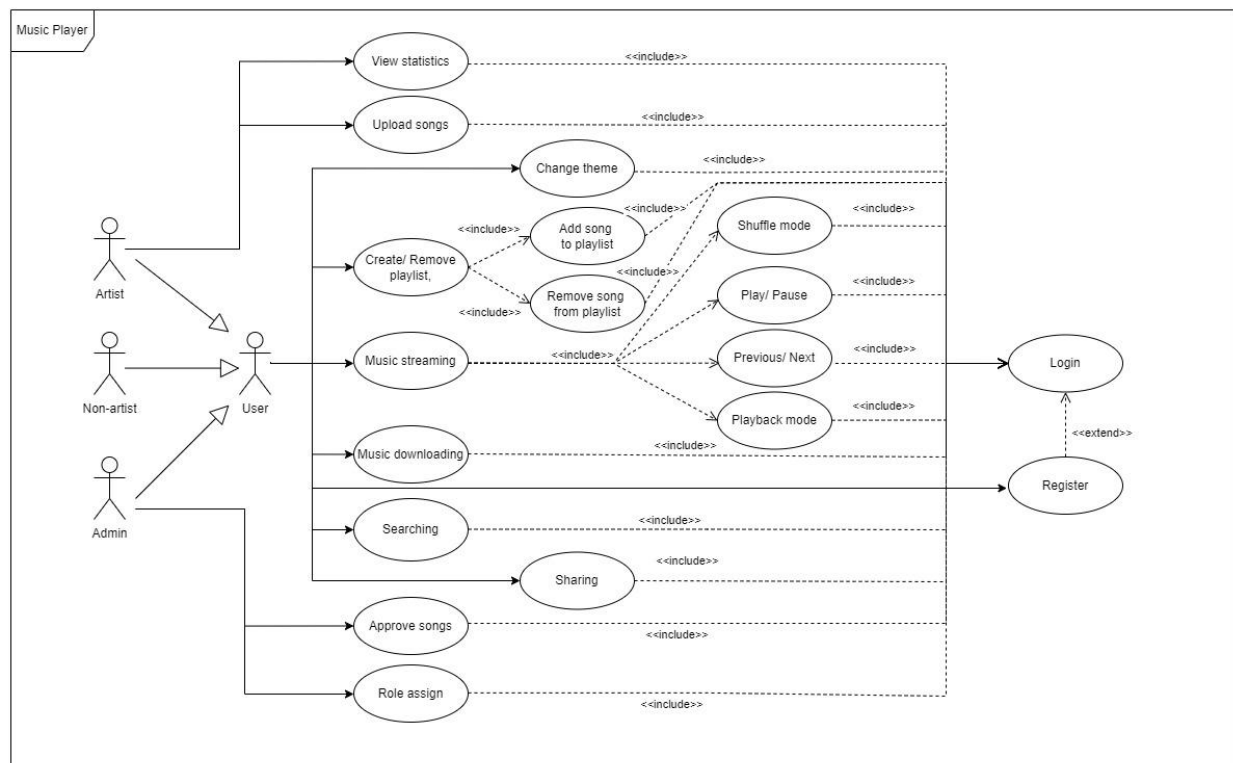 Music Player
View statistics
<<include>>
Upload songs
<<include>>
Change theme
<<include>>
<<include>>
Add song
to playlist
<<include>>
Shuffle mode
<<include>>
Artist
Create/ Remove
playlist,
<<include>>
Remove song
from playlist
<<include>>
Play/ Pause
<<include>>
Non-artist
User
Music streaming
<<include>>
Previous/ Next
<<include>>
Login
Playback mode
<<include>>
<<extend>>
Music downloading
<<include>>
Register
Admin
Searching
<<include>>
Sharing
<<include>>
Approve songs
<<include>>
Role assign
<<include>>